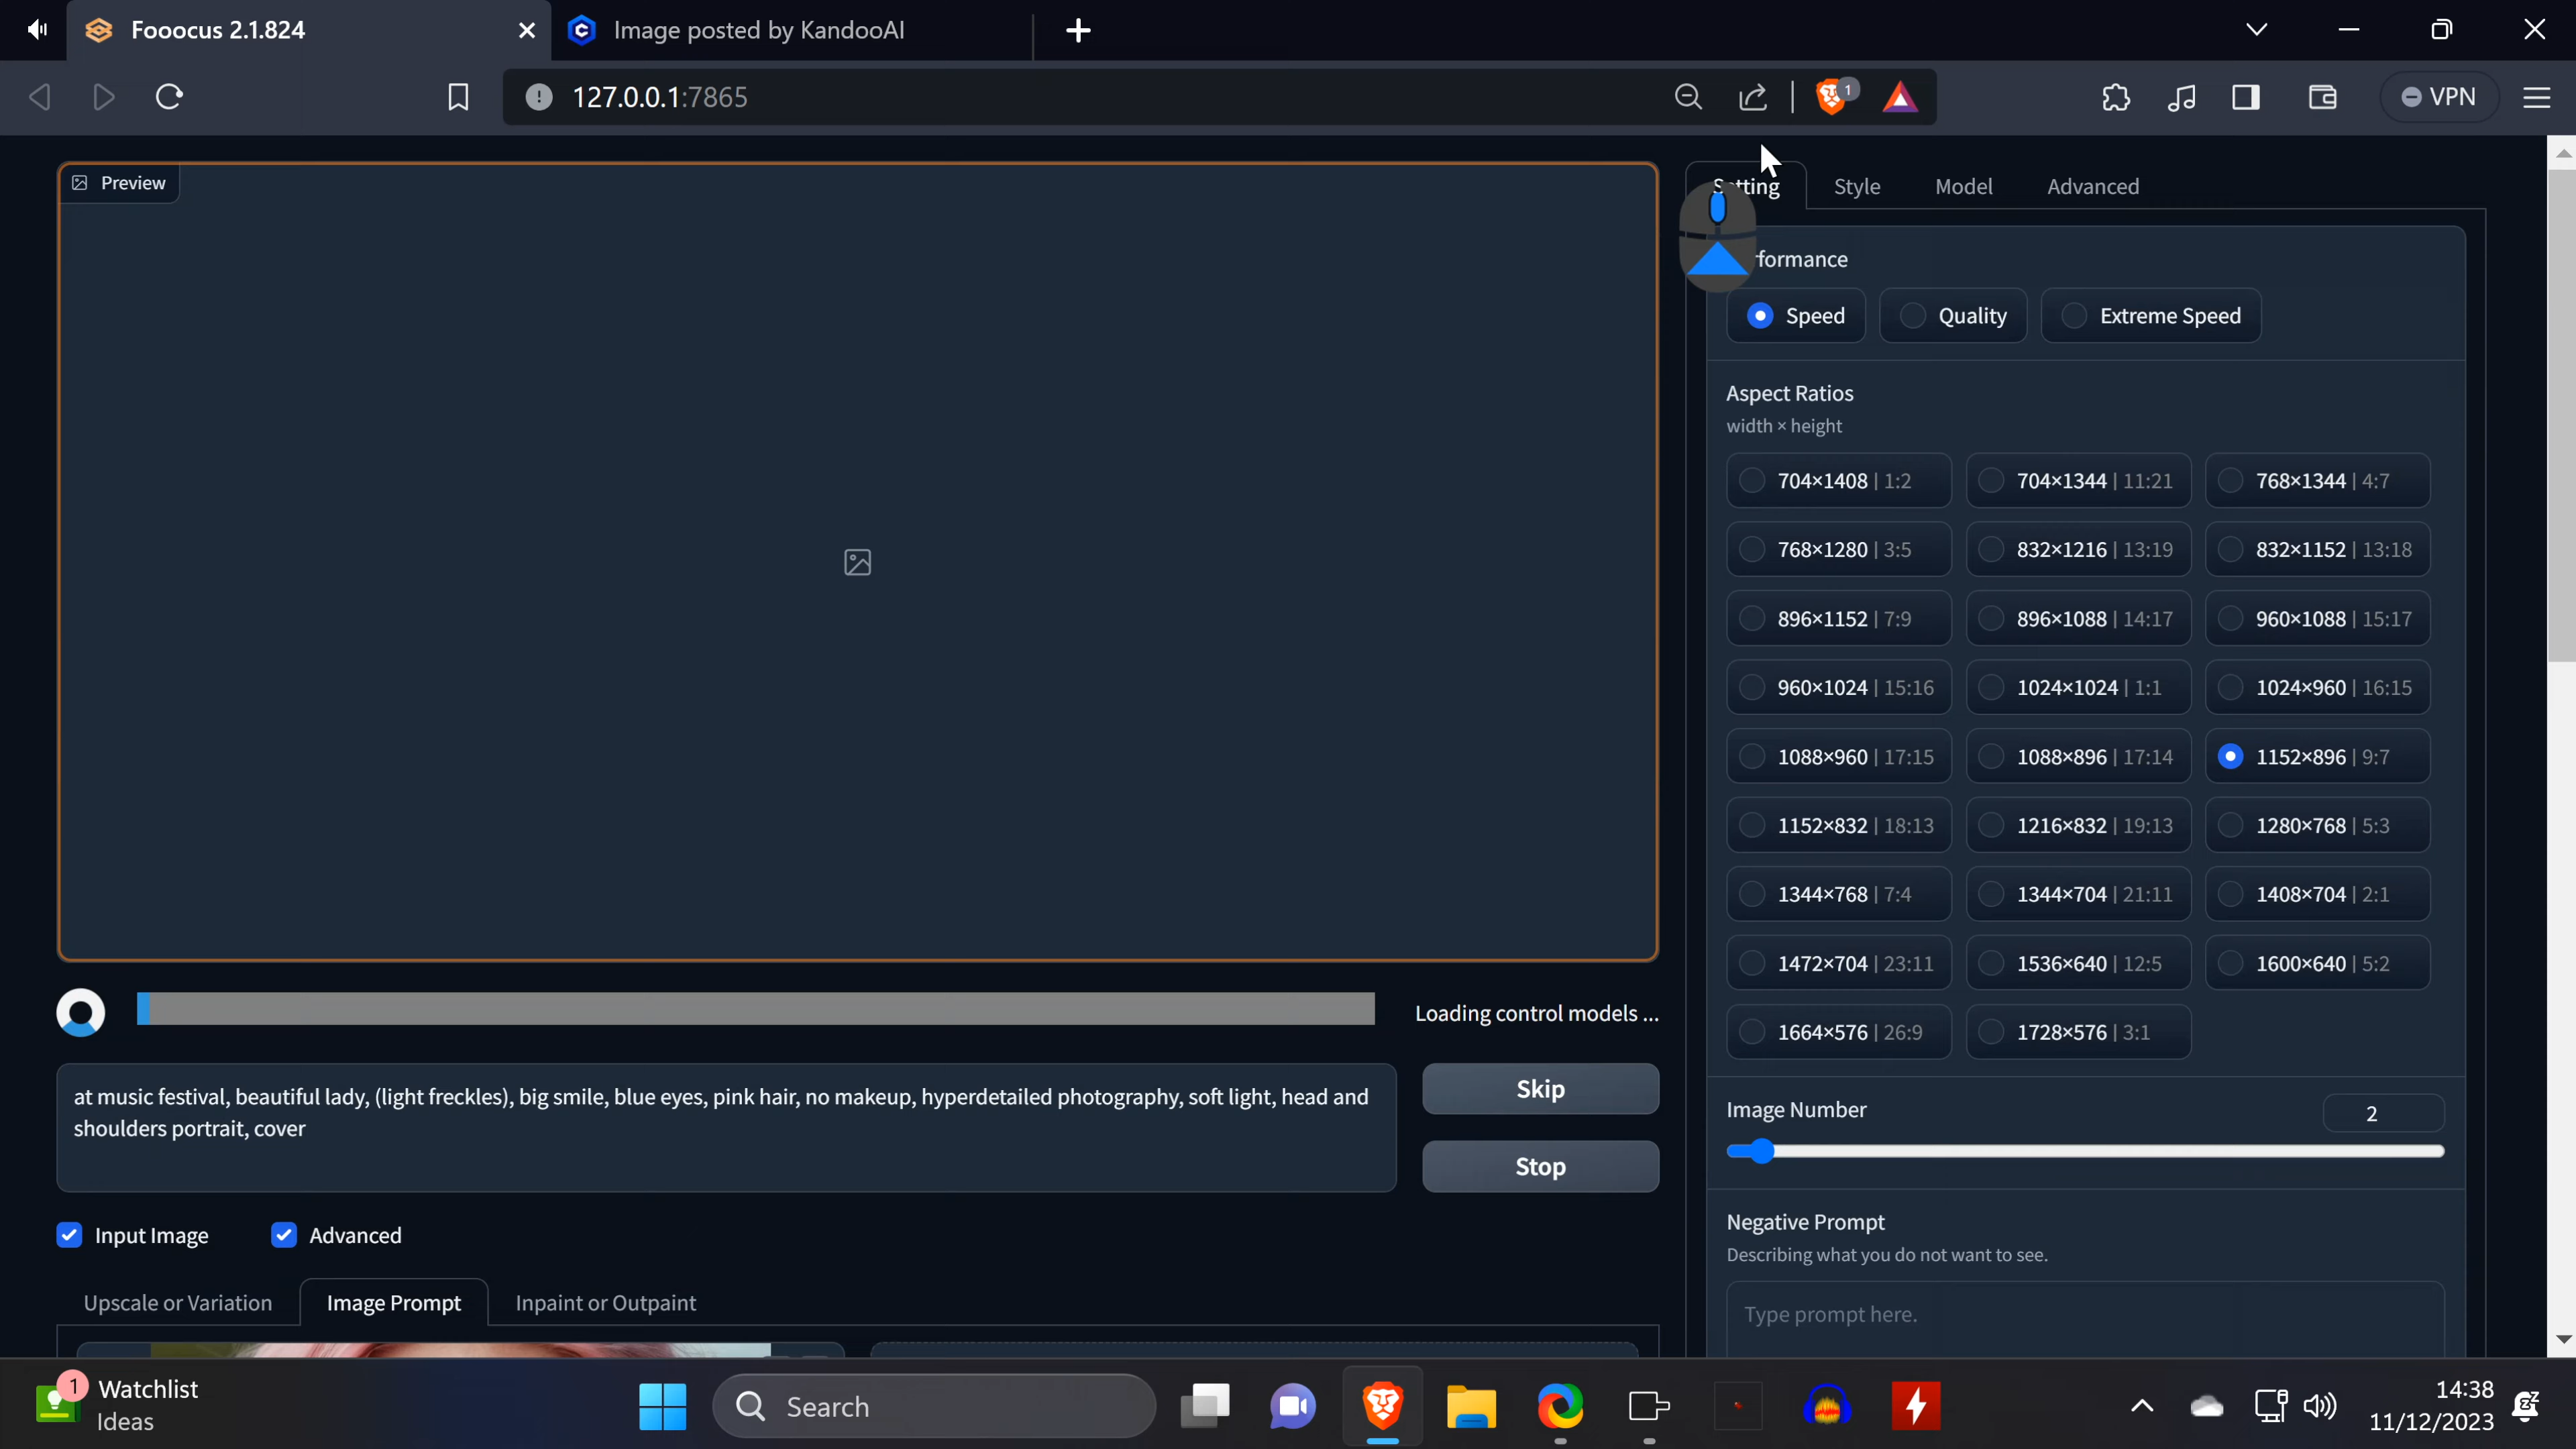 Fooocus 2.1.824
Image posted by KandooAI
127.0.0.1:7865
1
VPN
Preview
Setting
Style
Model
Advanced
rformance
Speed
Quality
Extreme Speed
Aspect Ratios
width × height
704×1408 | 1:2
704×1344 | 11:21
768×1344 | 4:7
768×1280 | 3:5
832×1216 | 13:19
832×1152 | 13:18
896×1152 | 7:9
896×1088 | 14:17
960×1088 | 15:17
960×1024 | 15:16
1024×1024 | 1:1
1024×960 | 16:15
1088×960 | 17:15
1088×896 | 17:14
1152×896 | 9:7
1152×832 | 18:13
1216×832 | 19:13
1280×768 | 5:3
1344×768 | 7:4
1344×704 | 21:11
1408×704 | 2:1
1472×704 | 23:11
1536×640 | 12:5
1600×640 | 5:2
1664×576 | 26:9
1728×576 | 3:1
Loading control models ...
at music festival, beautiful lady, (light freckles), big smile, blue eyes, pink hair, no makeup, hyperdetailed photography, soft light, head and
shoulders portrait, cover
Skip
Stop
Image Number
2
Negative Prompt
Describing what you do not want to see.
Type prompt here.
Input Image
Advanced
Upscale or Variation
Image Prompt
Inpaint or Outpaint
1
Watchlist
Ideas
Search
14:38
11/12/2023